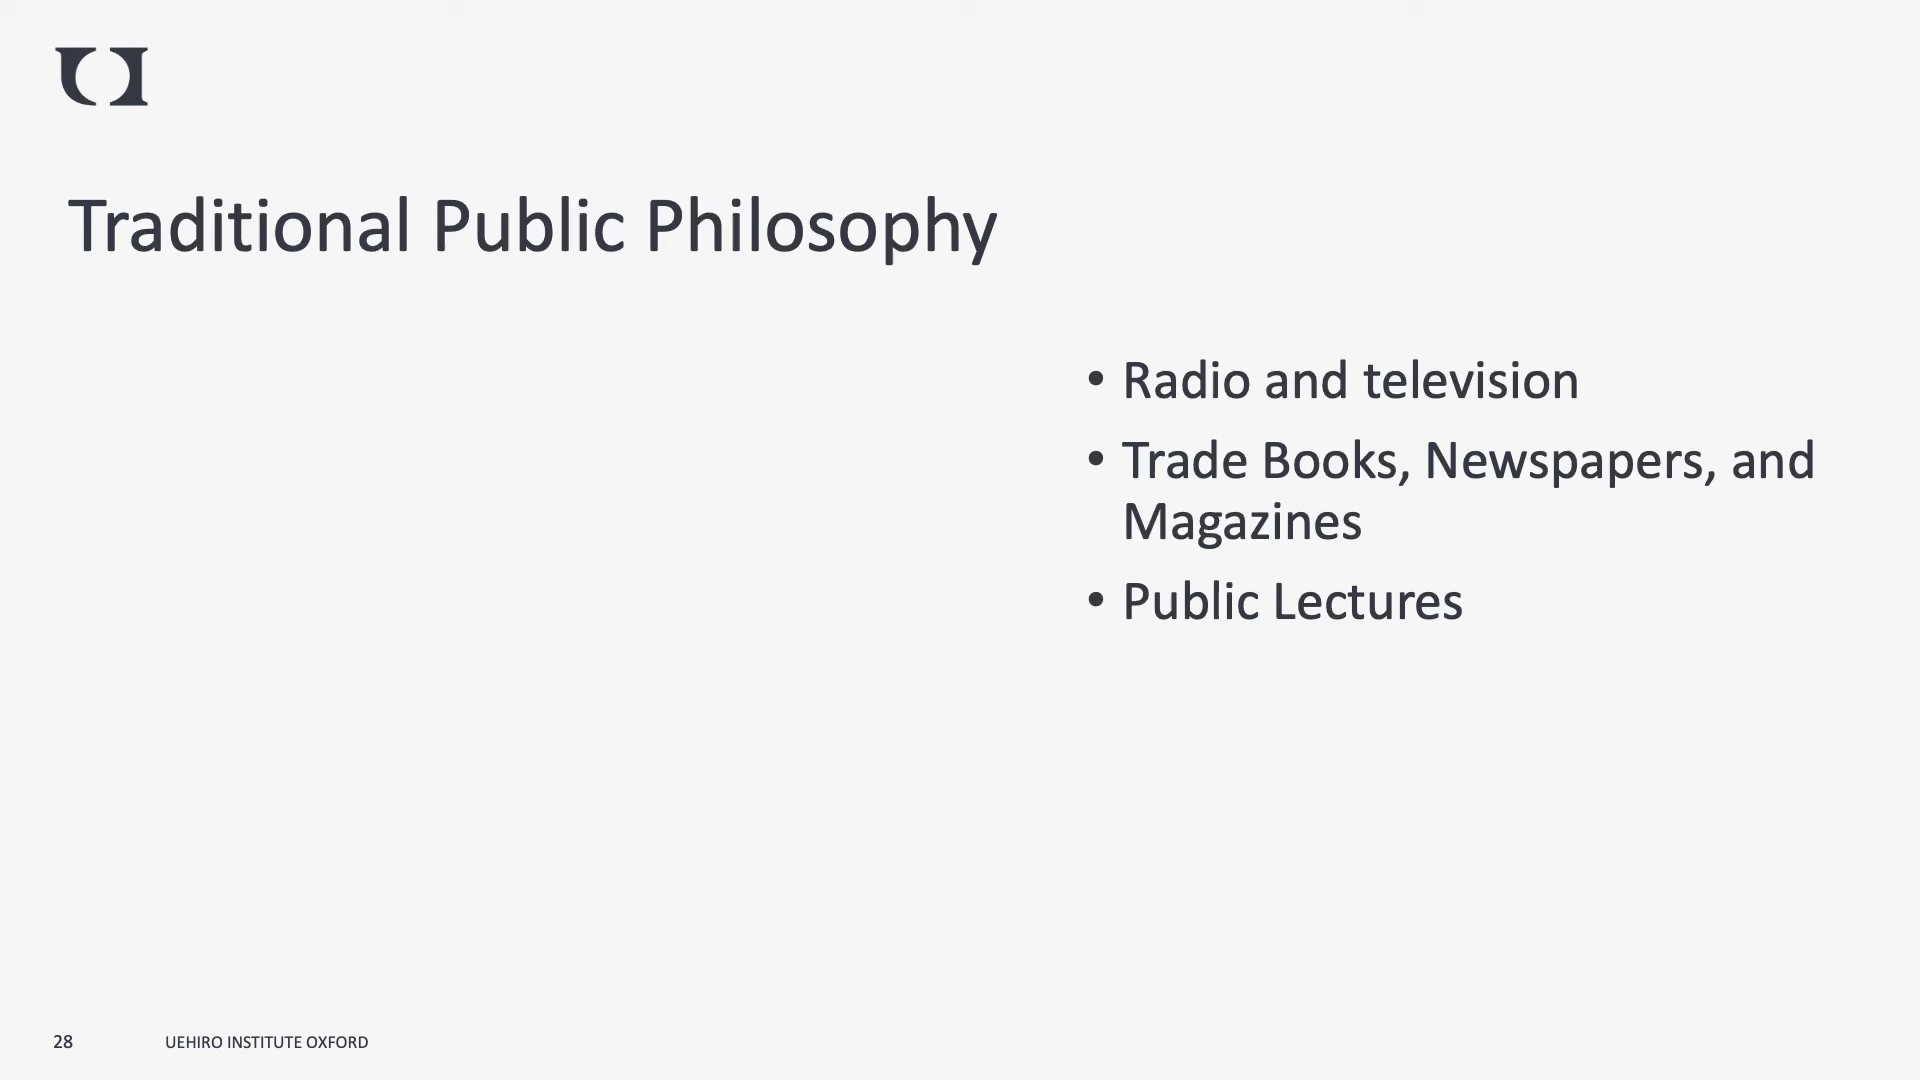 Traditional Public Philosophy
• Radio and television
• Trade Books, Newspapers, and
Magazines
• Public Lectures
28 UEHIRO INSTITUTE OXFORD